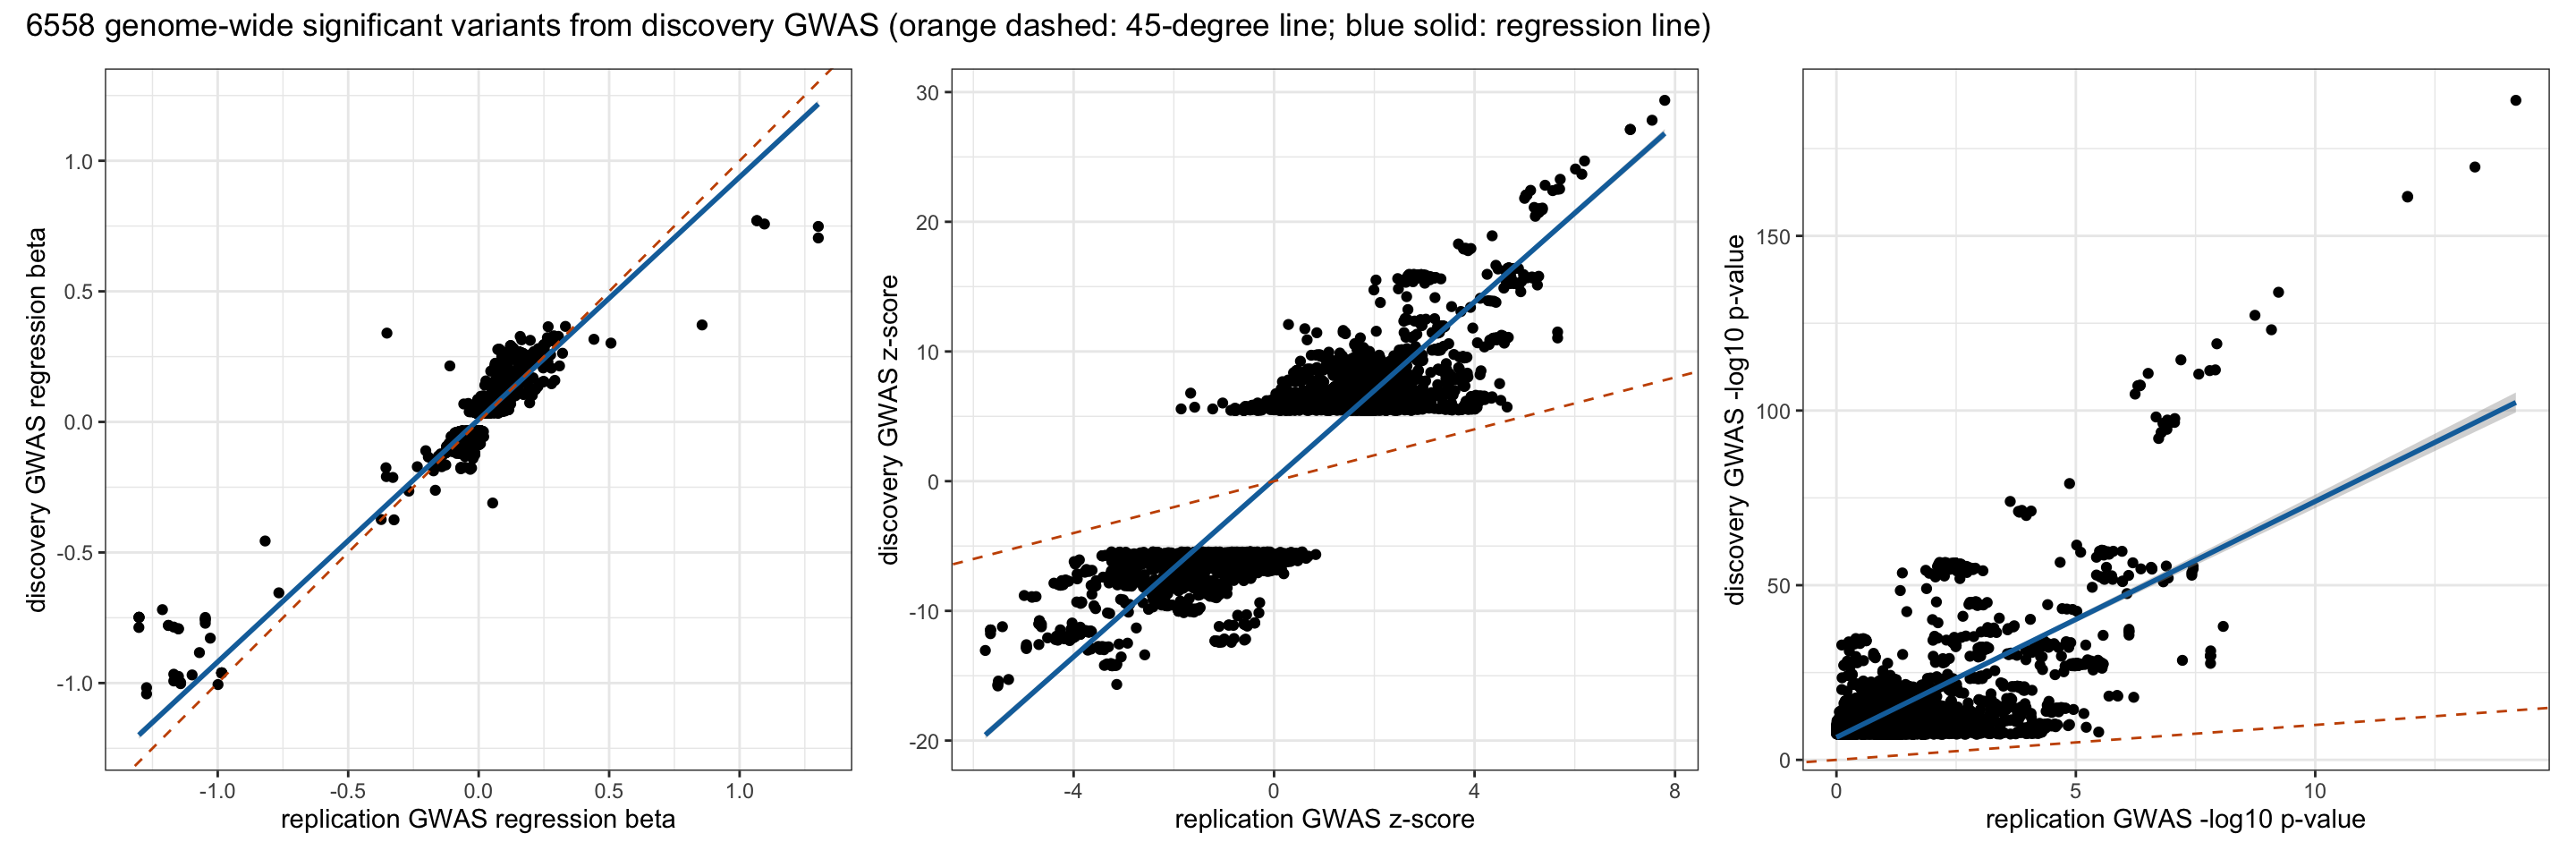 6558 genome-wide significant variants from discovery GWAS (orange dashed: 45-degree line; blue solid: regression line)
discovery GWAS regression beta
1.0
0.5
0.0
-0.5
-1.0
-1.0 -0.5 0.0 0.5 1.0
replication GWAS regression beta
discovery GWAS z-score
30
20
10
0
-10
-20
-4 0 4 8
replication GWAS z-score
discovery GWAS -log10 p-value
150
100
50
0
0 5 10
replication GWAS -log10 p-value